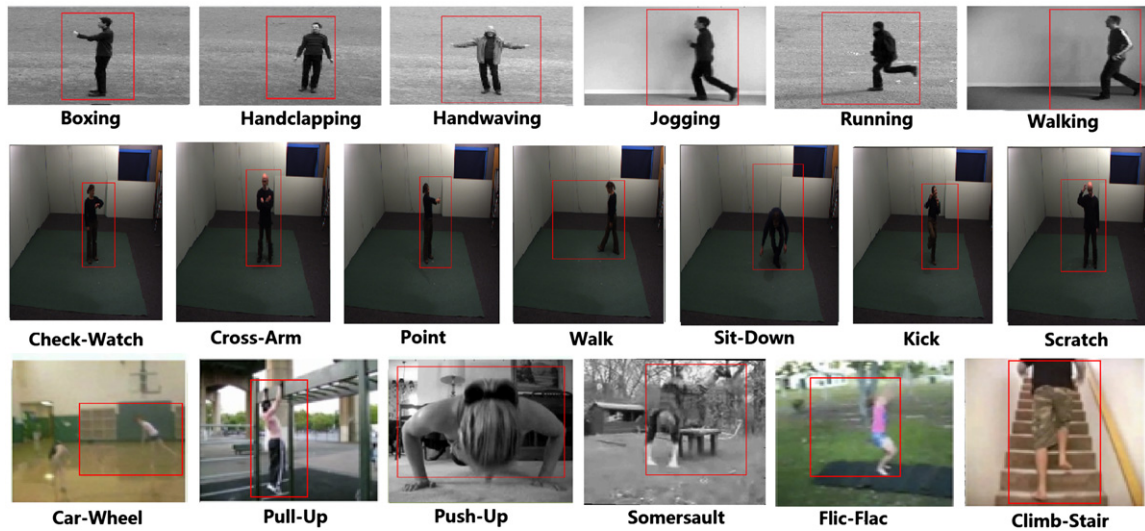 Boxing Handclapping Handwaving Jogging Running Walking
Check-Watch Cross-Arm Point Walk Sit-Down Kick Scratch
Car-Wheel Pull-Up Push-Up Somersault Flic-Flac Climb-Stair